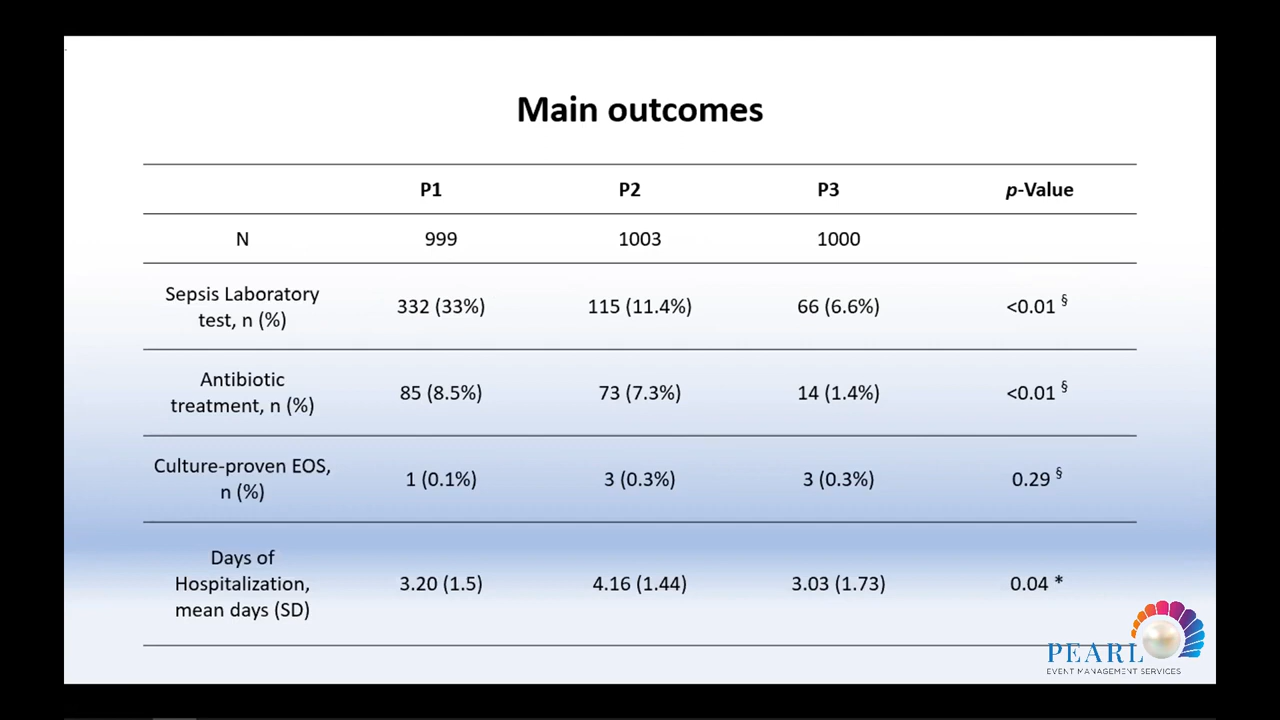 Main outcomes
P1 P2 P3 p-Value
N 999 1003 1000
Sepsis Laboratory
test, n (%) 332 (33%) 115 (11.4%) 66 (6.6%) <0.01 §
Antibiotic
treatment, n (%) 85 (8.5%) 73 (7.3%) 14 (1.4%) <0.01 §
Culture-proven EOS,
n (%) 1 (0.1%) 3 (0.3%) 3 (0.3%) 0.29 §
Days of
Hospitalization,
mean days (SD) 3.20 (1.5) 4.16 (1.44) 3.03 (1.73) 0.04 *
PEARL
EVENT MANAGEMENT SERVICES